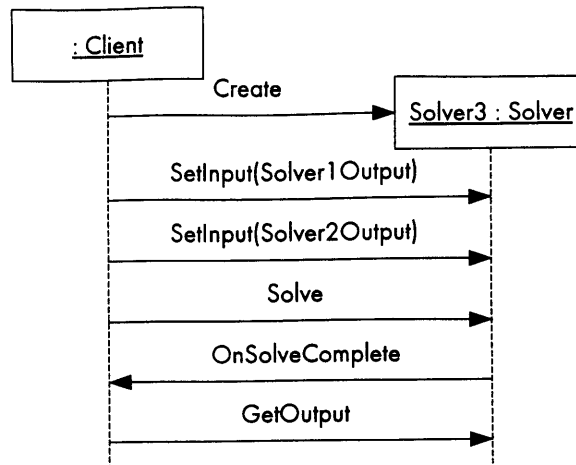 : Client
Create
Solver3 : Solver
SetInput(Solver1Output)
SetInput(Solver2Output)
Solve
OnSolveComplete
GetOutput